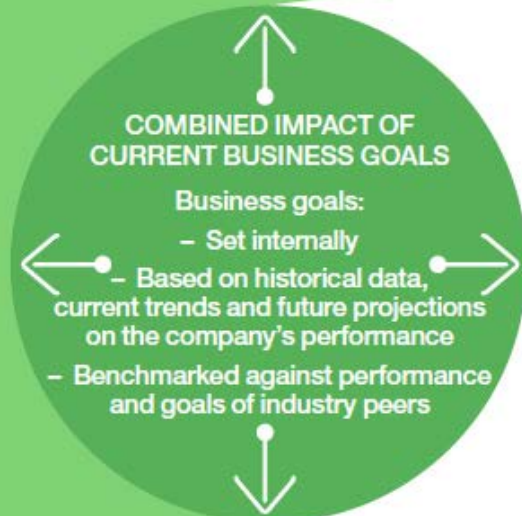 COMBINED IMPACT OF
CURRENT BUSINESS GOALS
Business goals:
– Set internally
– Based on historical data,
current trends and future projections
on the company's performance
– Benchmarked against performance
and goals of industry peers